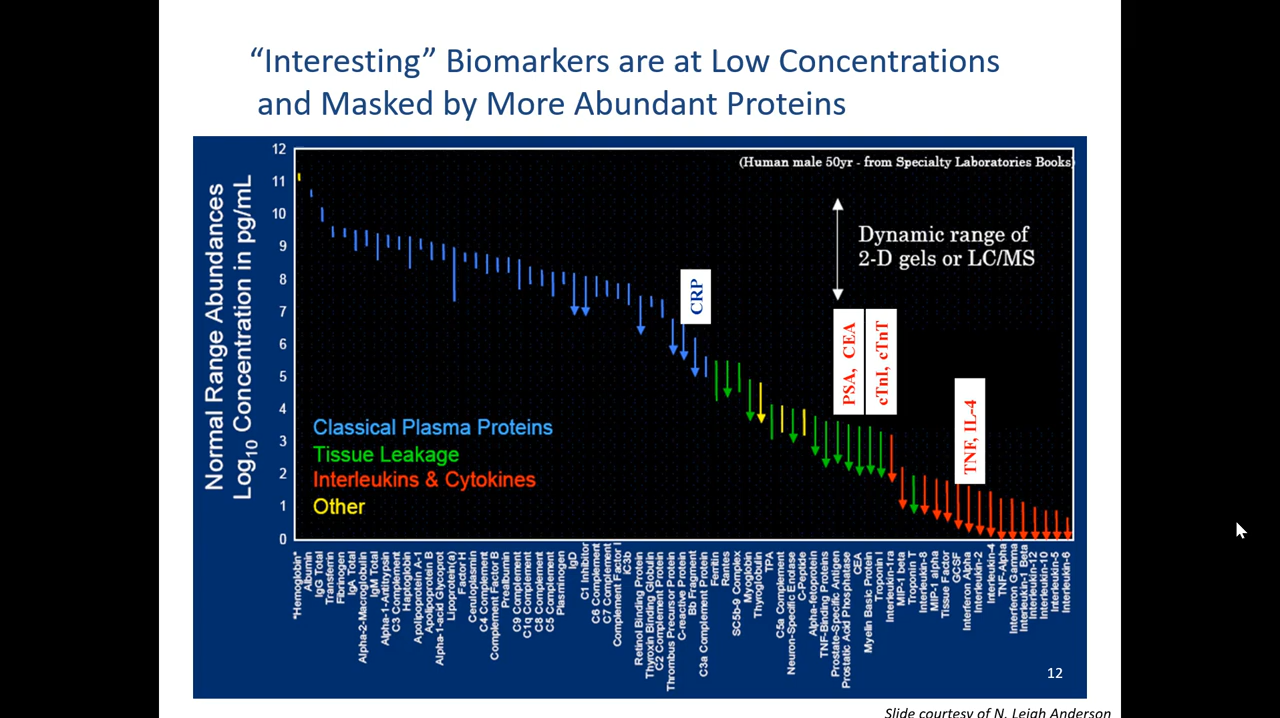 “Interesting” Biomarkers are at Low Concentrations
and Masked by More Abundant Proteins
Normal Range Abundances
Log10 Concentration in pg/mL
12
11
10
9
8
7
6
5
4
3
2
1
0
(Human male 50yr - from Specialty Laboratories Books)
Dynamic range of
2-D gels or LC/MS
CRP
PSA, CEA
cTnI, cTnT
TNF, IL-4
Classical Plasma Proteins
Tissue Leakage
Interleukins & Cytokines
Other
*Hemoglobin*
Albumin
IgG Total
Transferrin
Fibrinogen
IgA Total
Alpha-2-Macroglobulin
IgM Total
Alpha-1-Antitrypsin
C3 Complement
Haptoglobin
Apolipoprotein A-1
Apolipoprotein B
Alpha-1-acid Glycoprot
Lipoprotein(a)
Factor H
Ceruloplasmin
C4 Complement
Complement Factor B
Prealbumin
C9 Complement
C1q Complement
C8 Complement
C5 Complement
Plasminogen
IgD
C1 Inhibitor
C6 Complement
C7 Complement
Complement Factor I
IC3b
Retinol Binding Protein
Thyroxin Binding Globulin
C2 Complement Protein
Thrombus Precursor Protein
C-reactive Protein
Bb Fragment
C3a Complement Protein
Ferritin
Rantes
SC5b-9 Complex
Myoglobin
Thyroglobulin
TPA
C5a Complement
Neuron-Specific Enolase
C-Peptide
Alpha-fetoprotein
TNF-Binding Proteins
Prostate-Specific Antigen
Prostatic Acid Phosphatase
CEA
Myelin Basic Protein
Troponin I
Interleukin-1ra
MIP-1 beta
Troponin T
Interleukin-8
MIP-1 alpha
Tissue Factor
GCSF
Interferon Alpha
Interleukin-2
Interleukin-4
TNF-Alpha
Interferon Gamma
Interleukin-1 Beta
Interleukin-12
Interleukin-10
Interleukin-5
Interleukin-6
12
Slide courtesy of N. Leigh Anderson